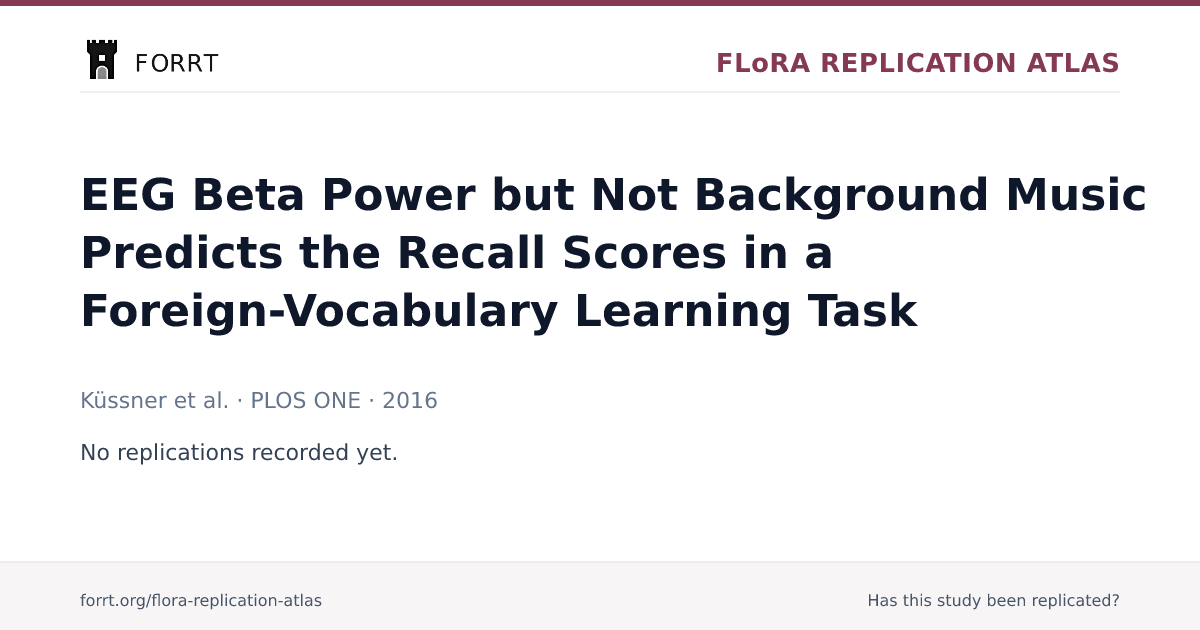 FORRT
FLoRA REPLICATION ATLAS
EEG Beta Power but Not Background Music
Predicts the Recall Scores in a
Foreign-Vocabulary Learning Task
Küssner et al. · PLOS ONE · 2016
No replications recorded yet.
forrt.org/flora-replication-atlas
Has this study been replicated?